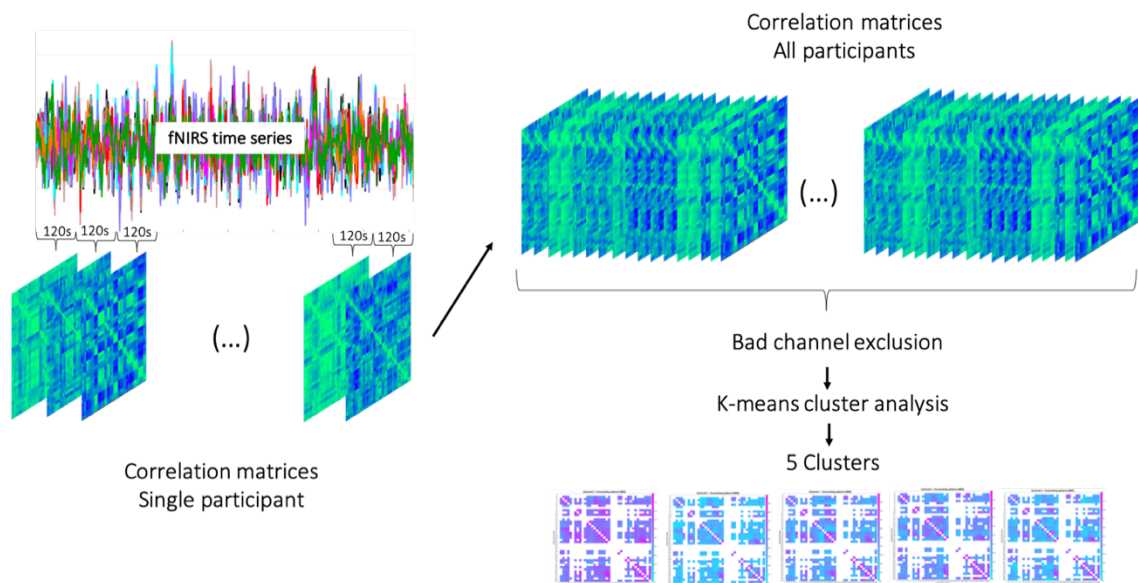 fNIRS time series
120s 120s 120s 120s 120s
(...)
Correlation matrices
Single participant
Correlation matrices
All participants
(...)
Bad channel exclusion
K-means cluster analysis
5 Clusters